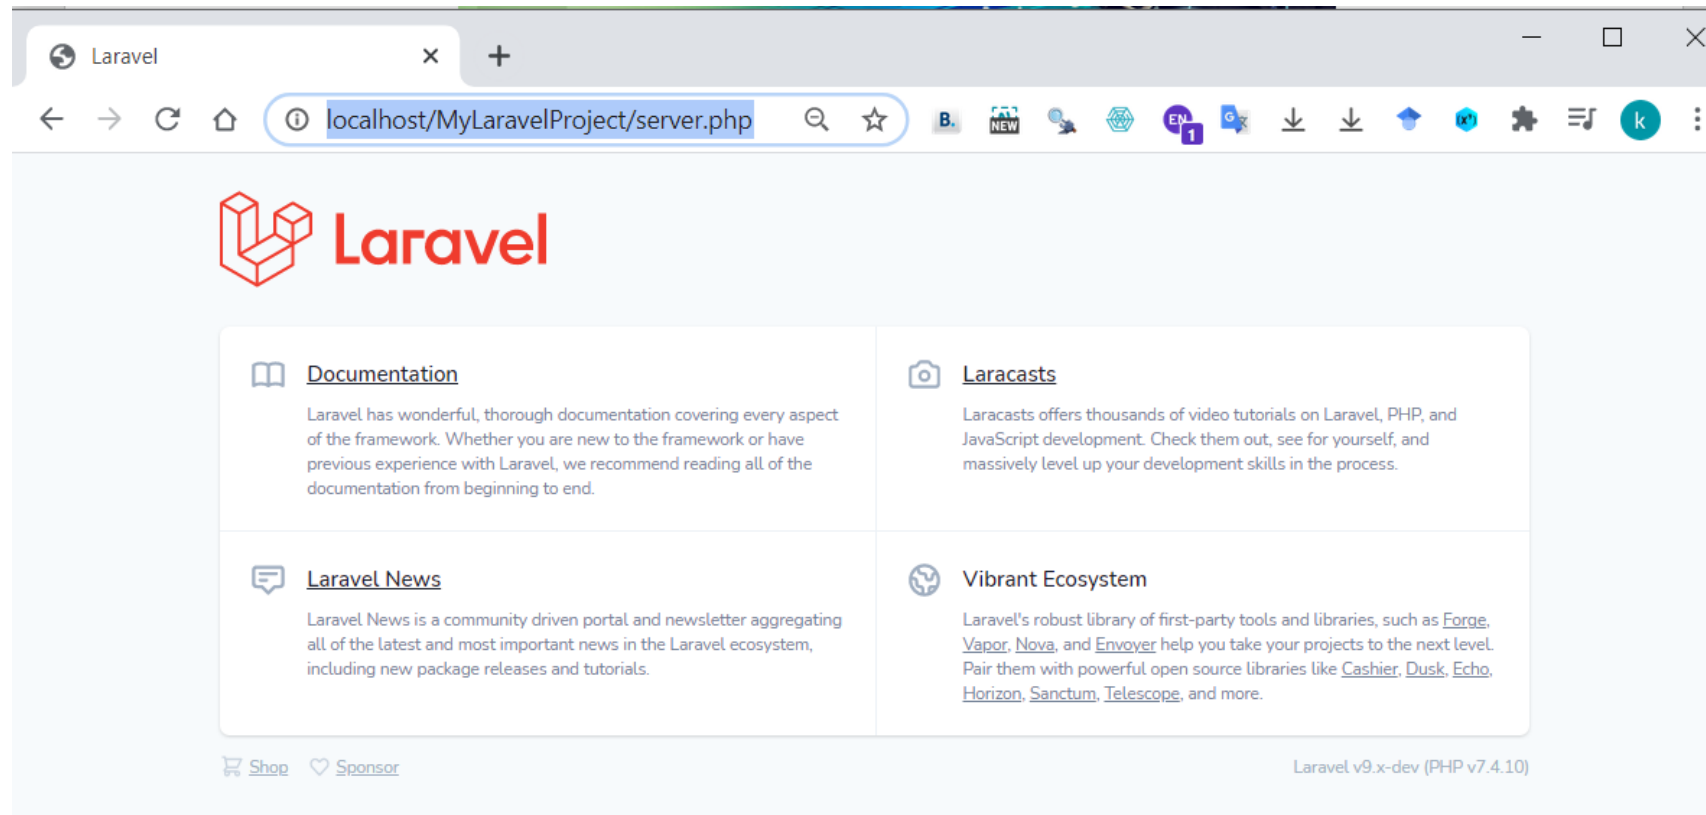 Laravel
localhost/MyLaravelProject/server.php
B.
NEW
EN
1
G
(x¹)
k
Laravel
Documentation
Laravel has wonderful, thorough documentation covering every aspect
of the framework. Whether you are new to the framework or have
previous experience with Laravel, we recommend reading all of the
documentation from beginning to end.
Laracasts
Laracasts offers thousands of video tutorials on Laravel, PHP, and
JavaScript development. Check them out, see for yourself, and
massively level up your development skills in the process.
Laravel News
Laravel News is a community driven portal and newsletter aggregating
all of the latest and most important news in the Laravel ecosystem,
including new package releases and tutorials.
Vibrant Ecosystem
Laravel's robust library of first-party tools and libraries, such as Forge,
Vapor, Nova, and Envoyer help you take your projects to the next level.
Pair them with powerful open source libraries like Cashier, Dusk, Echo,
Horizon, Sanctum, Telescope, and more.
Shop Sponsor
Laravel v9.x-dev (PHP v7.4.10)